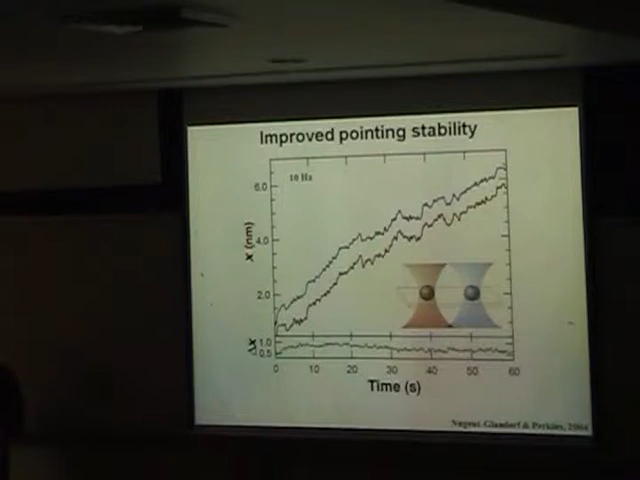 Improved pointing stability
10 Hz
6.0
4.0
2.0
x (nm)
1.0
0.5
Δx
0 10 20 30 40 50 60
Time (s)
Nugent-Glandorf & Perkins, 2004